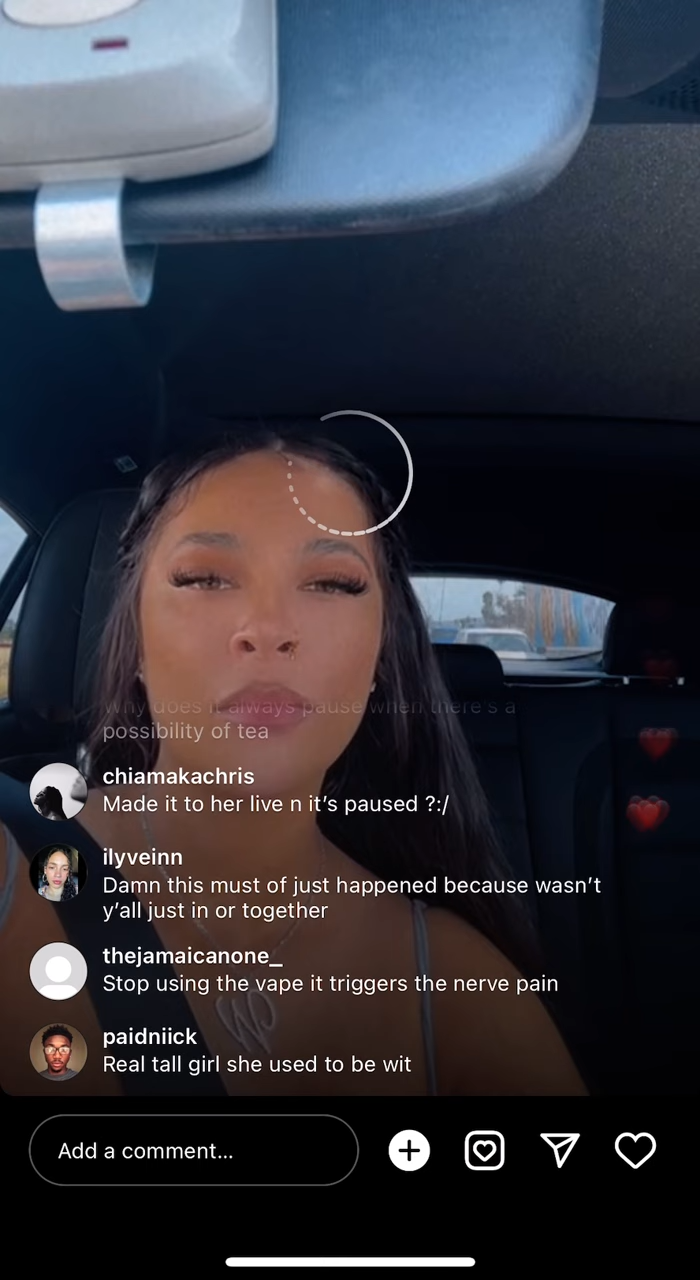 Why does it always pause when there's a
possibility of tea
chiamakachris
Made it to her live n it’s paused ?:/
ilyveinn
Damn this must of just happened because wasn’t
y’all just in or together
thejamaicanone_
Stop using the vape it triggers the nerve pain
paidniick
Real tall girl she used to be wit
Add a comment...